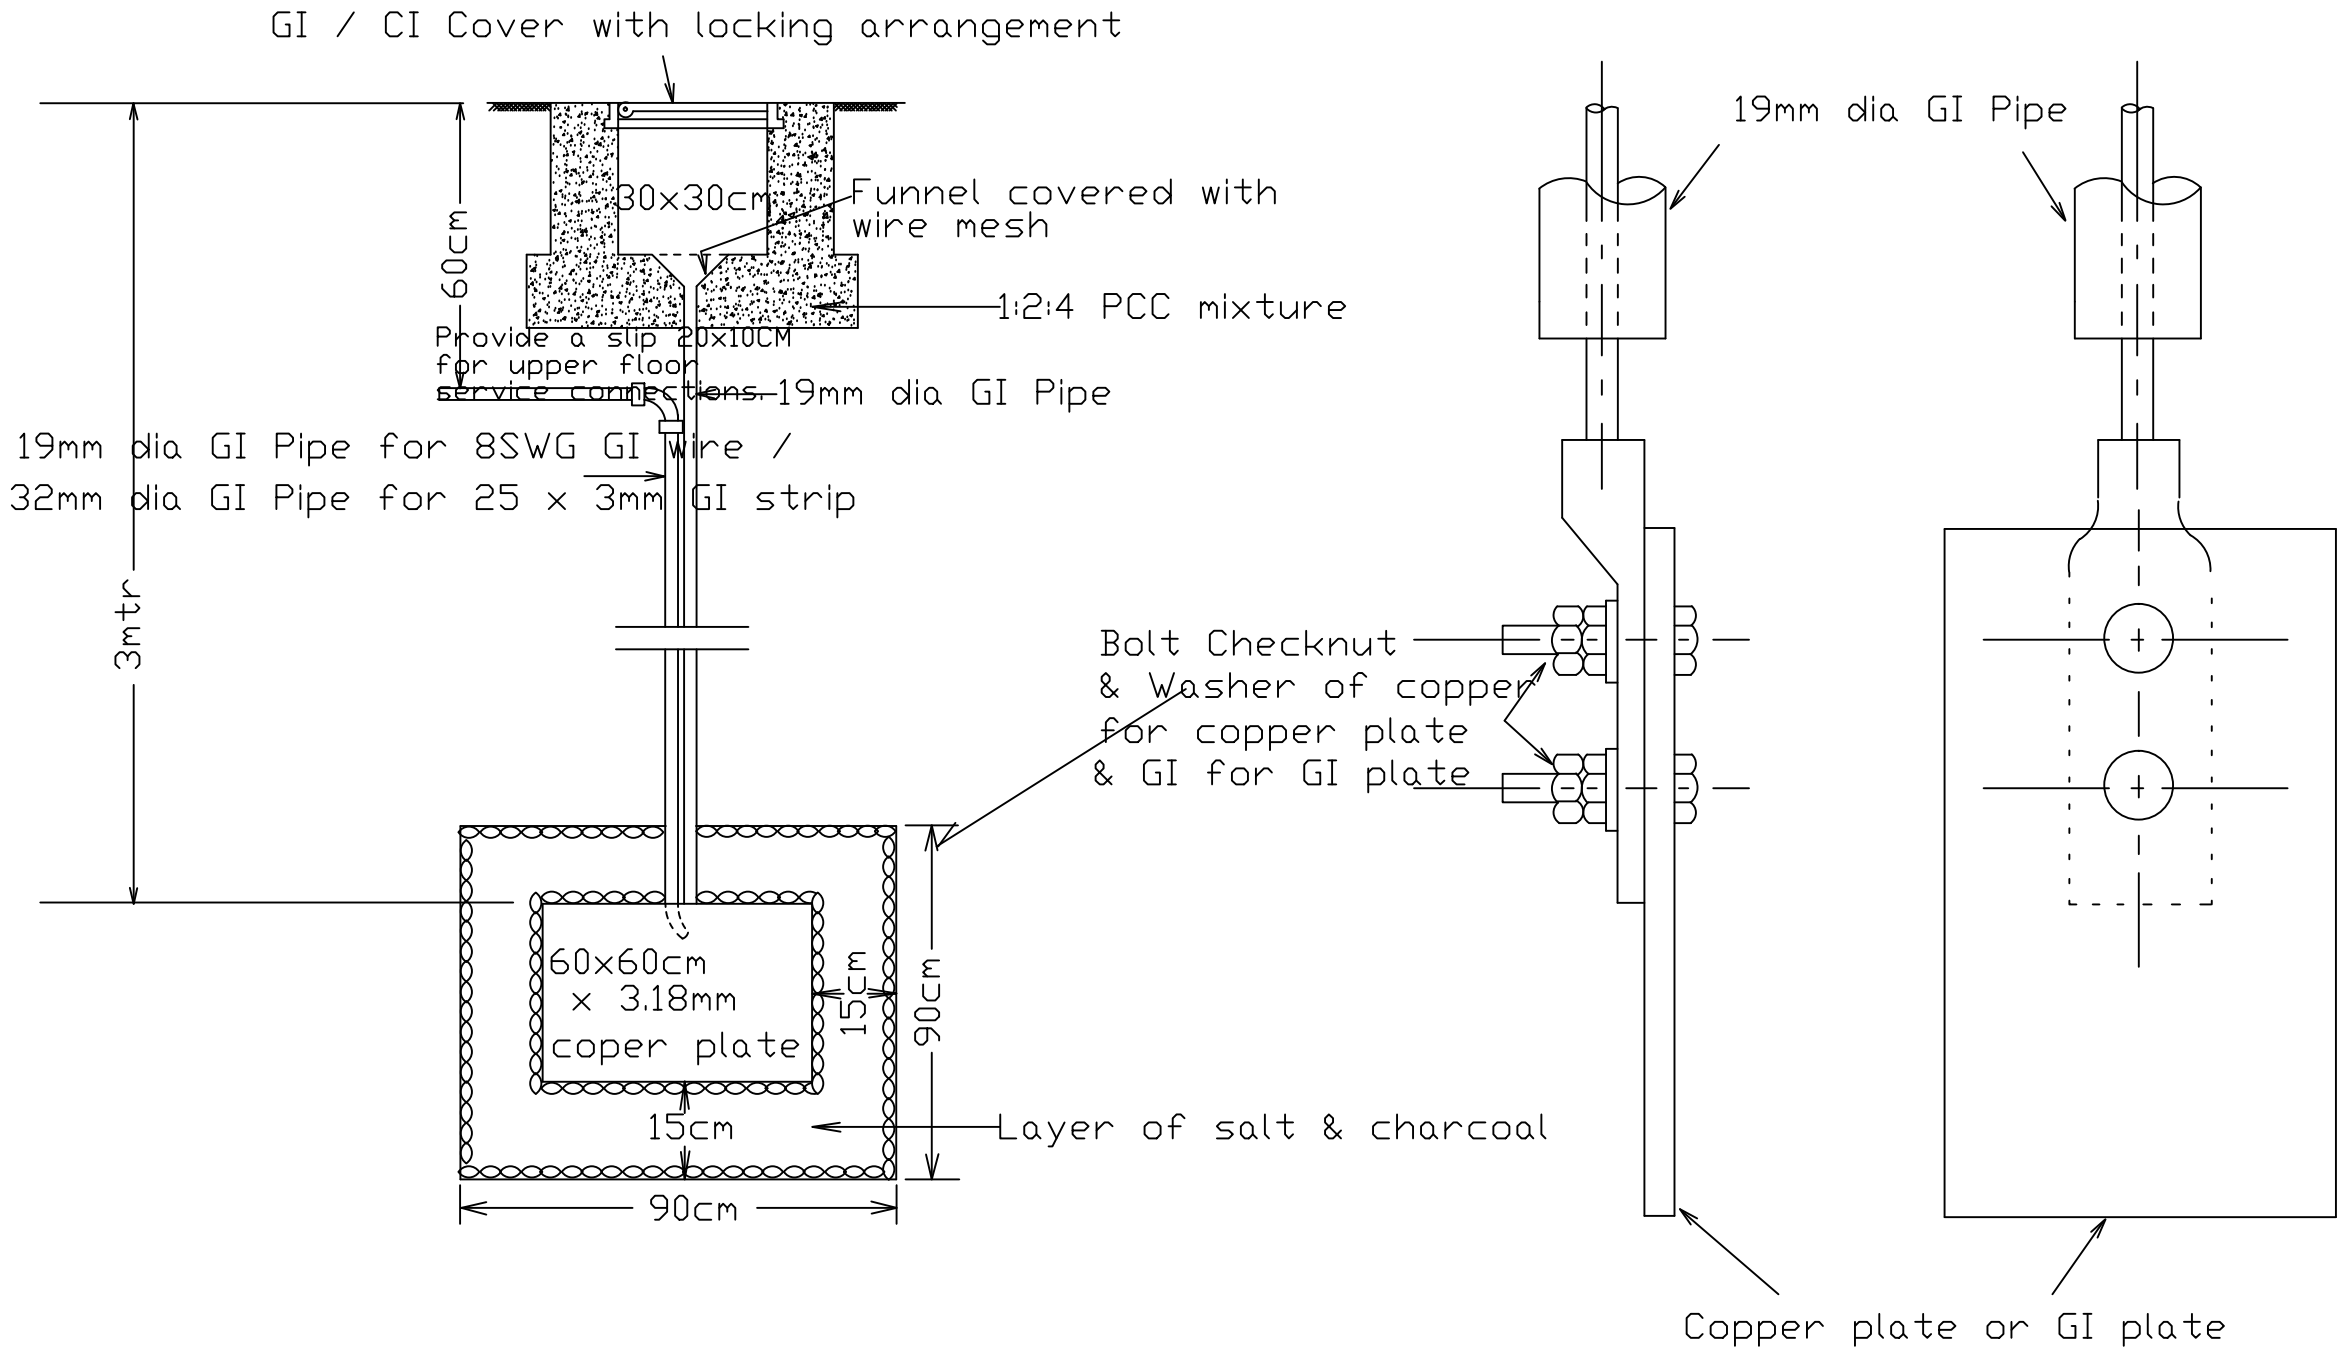 GI / CI Cover with locking arrangement
19mm dia GI Pipe
30x30cm
Funnel covered with
wire mesh
60cm
1:2:4 PCC mixture
Provide a slip 20x10CM
for upper floor
service connections.
19mm dia GI Pipe
19mm dia GI Pipe for 8SWG GI wire /
32mm dia GI Pipe for 25 x 3mm GI strip
3mtr
Bolt Checknut
& Washer of copper
for copper plate
& GI for GI plate
60x60cm
x 3.18mm
coper plate
15cm
90cm
15cm
Layer of salt & charcoal
90cm
Copper plate or GI plate